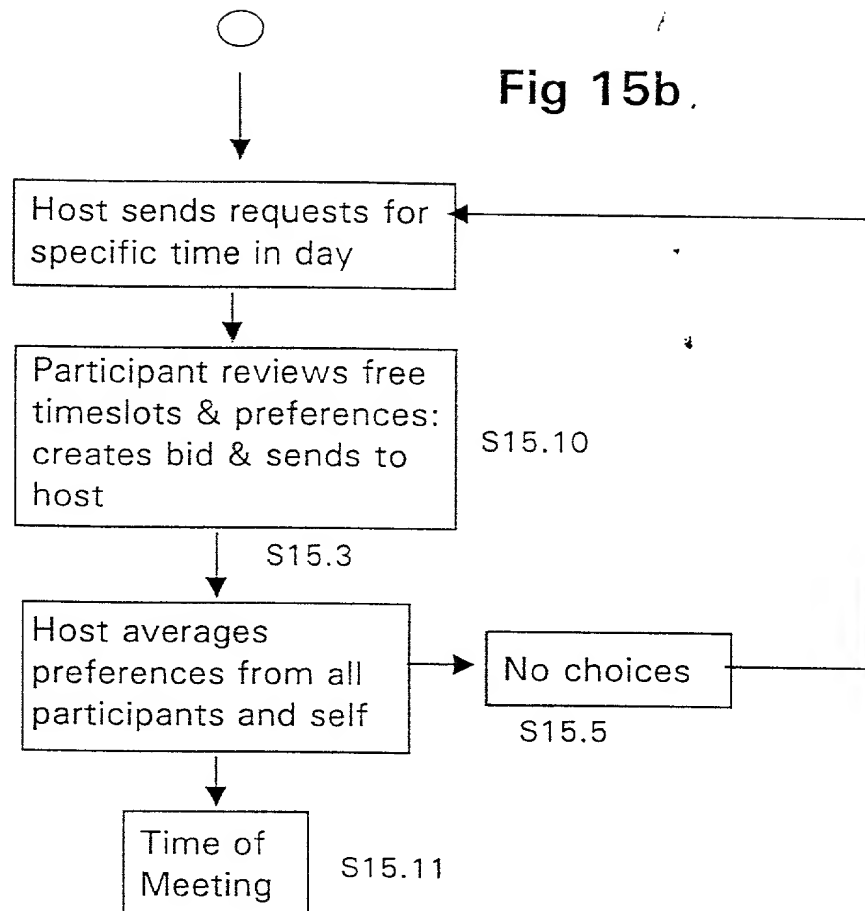 Fig 15b.
Host sends requests for
specific time in day
Participant reviews free
timeslots & preferences:
creates bid & sends to
host
S15.10
S15.3
Host averages
preferences from all
participants and self
No choices
S15.5
Time of
Meeting
S15.11